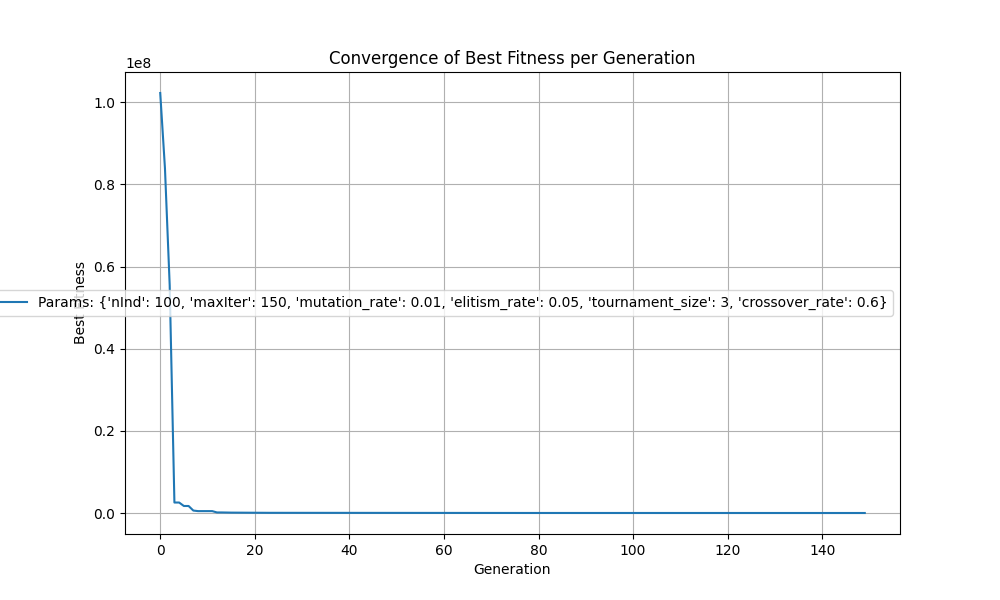 Convergence of Best Fitness per Generation
1e8
1.0
0.8
0.6
0.4
0.2
0.0
Best Fitness
Params: {'nInd': 100, 'maxIter': 150, 'mutation_rate': 0.01, 'elitism_rate': 0.05, 'tournament_size': 3, 'crossover_rate': 0.6}
0 20 40 60 80 100 120 140
Generation